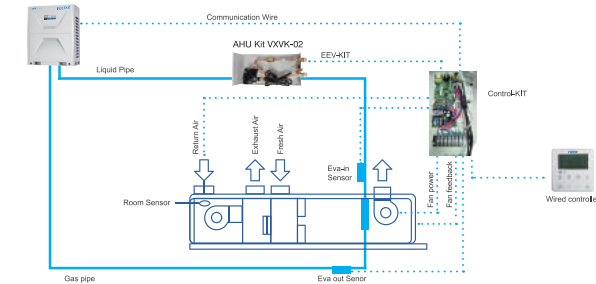 Communication Wire
AHU Kit VXVK-02
EEV-KIT
Liquid Pipe
Control-KIT
Return Air
Exhaust Air
Fresh Air
Eva-in
Sensor
Fan power
Fan feedback
Room Sensor
Wired controlle
Gas pipe
Eva out Senor